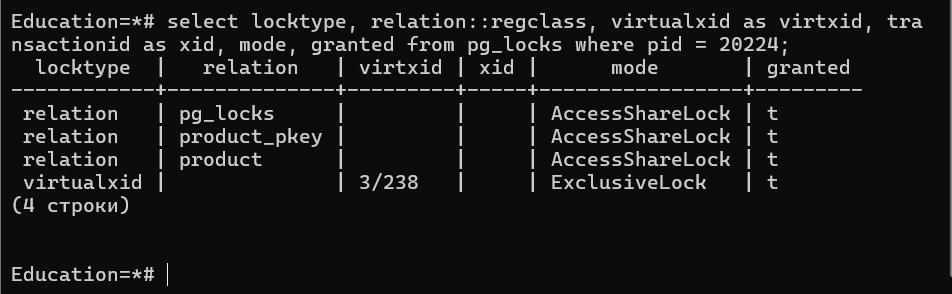 Education=*# select locktype, relation::regclass, virtualxid as virtxid, tra
nsactionid as xid, mode, granted from pg_locks where pid = 20224;
  locktype  |   relation   | virtxid | xid |      mode       | granted
------------+--------------+---------+-----+-----------------+---------
 relation   | pg_locks     |         |     | AccessShareLock | t
 relation   | product_pkey |         |     | AccessShareLock | t
 relation   | product      |         |     | AccessShareLock | t
 virtualxid |              | 3/238   |     | ExclusiveLock   | t
(4 строки)
Education=*#